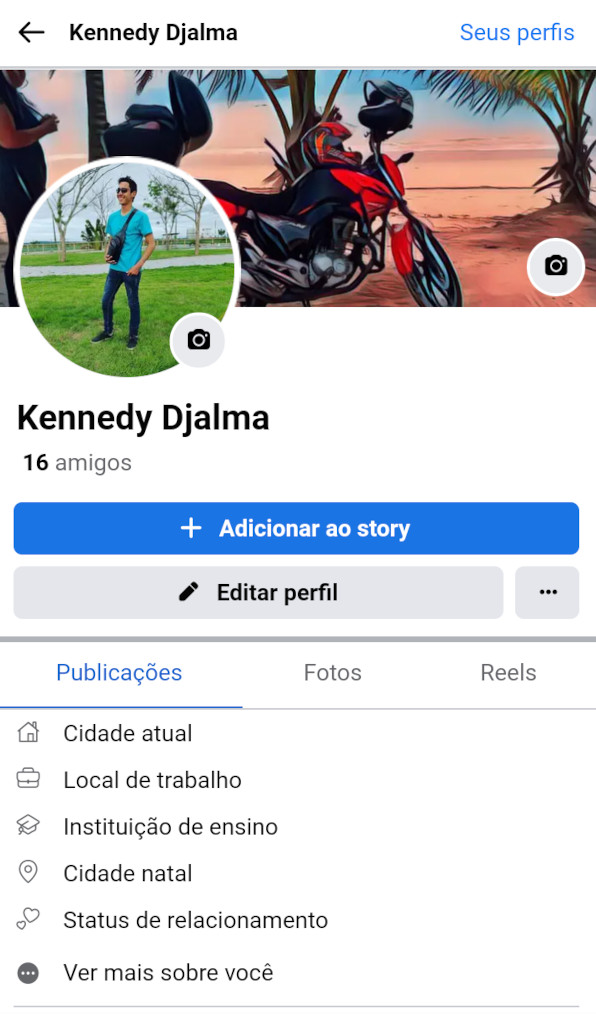 Kennedy Djalma
Seus perfis
Kennedy Djalma
16 amigos
Adicionar ao story
Editar perfil
Publicações
Fotos
Reels
Cidade atual
Local de trabalho
Instituição de ensino
Cidade natal
Status de relacionamento
Ver mais sobre você